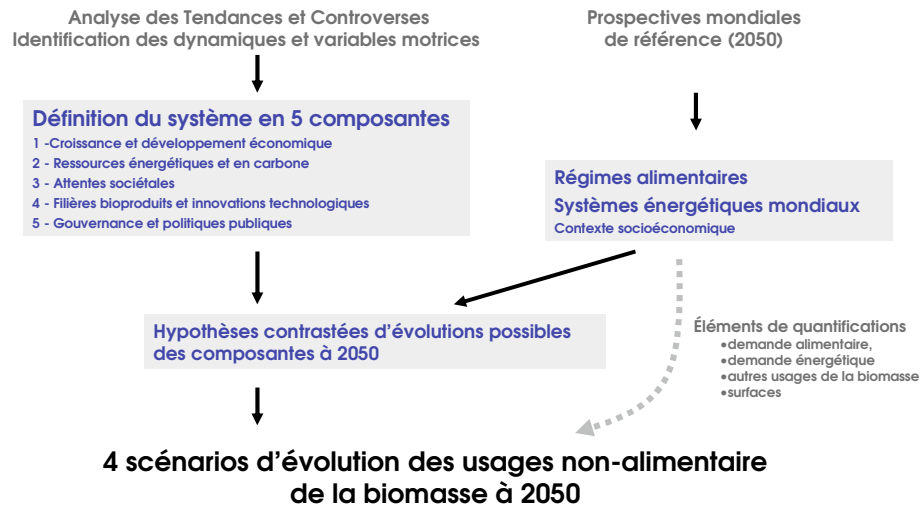 Analyse des Tendances et Controverses
Identification des dynamiques et variables motrices
Prospectives mondiales
de référence (2050)
Définition du système en 5 composantes
1 -Croissance et développement économique
2 - Ressources énergétiques et en carbone
3 - Attentes sociétales
4 - Filières bioproduits et innovations technologiques
5 - Gouvernance et politiques publiques
Régimes alimentaires
Systèmes énergétiques mondiaux
Contexte socioéconomique
Hypothèses contrastées d'évolutions possibles
des composantes à 2050
Éléments de quantifications
•demande alimentaire,
•demande énergétique
•autres usages de la biomasse
•surfaces
4 scénarios d'évolution des usages non-alimentaire
de la biomasse à 2050